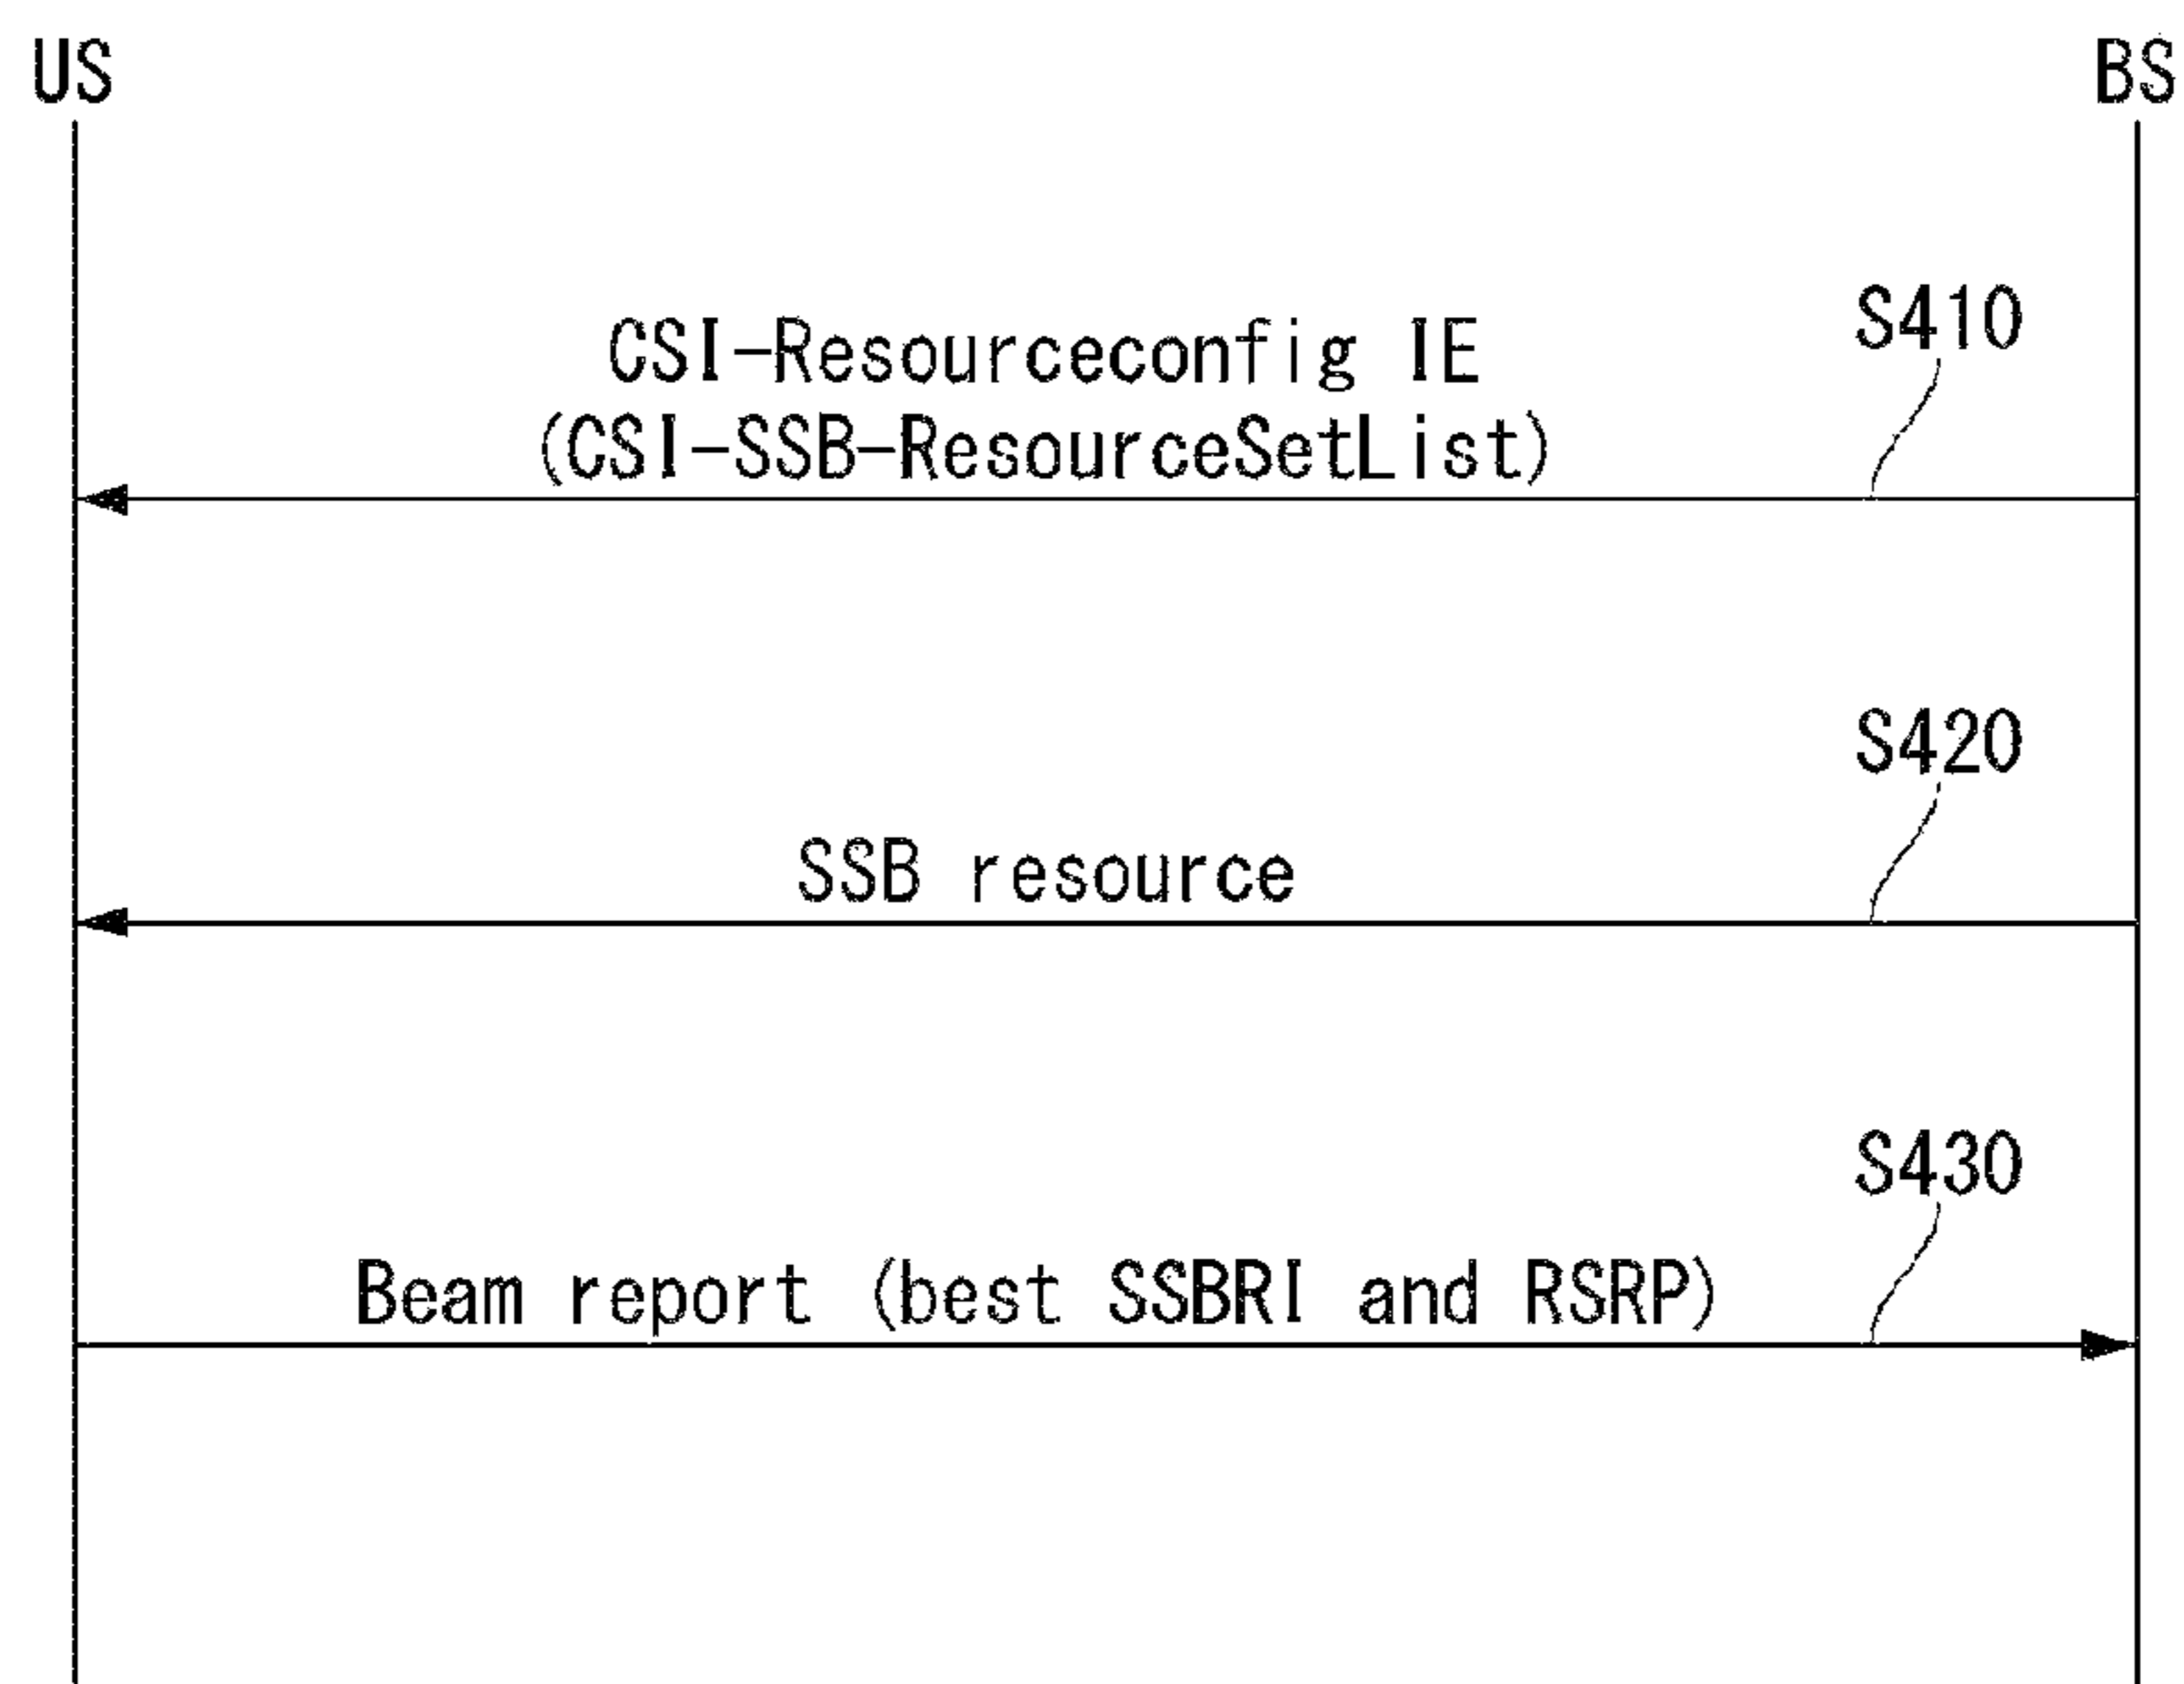 US
BS
S410
CSI-Resourceconfig IE
(CSI-SSB-ResourceSetList)
S420
SSB resource
S430
Beam report (best SSBRI and RSRP)